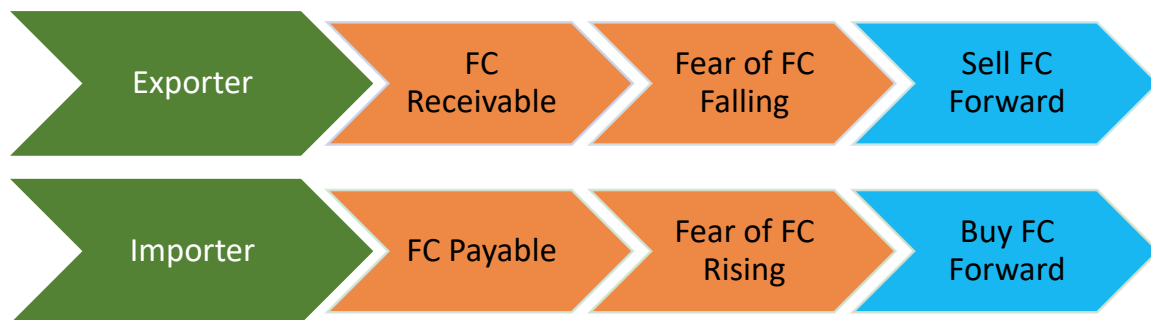 Exporter
FC
Receivable
Fear of FC
Falling
Sell FC
Forward
Importer
FC Payable
Fear of FC
Rising
Buy FC
Forward